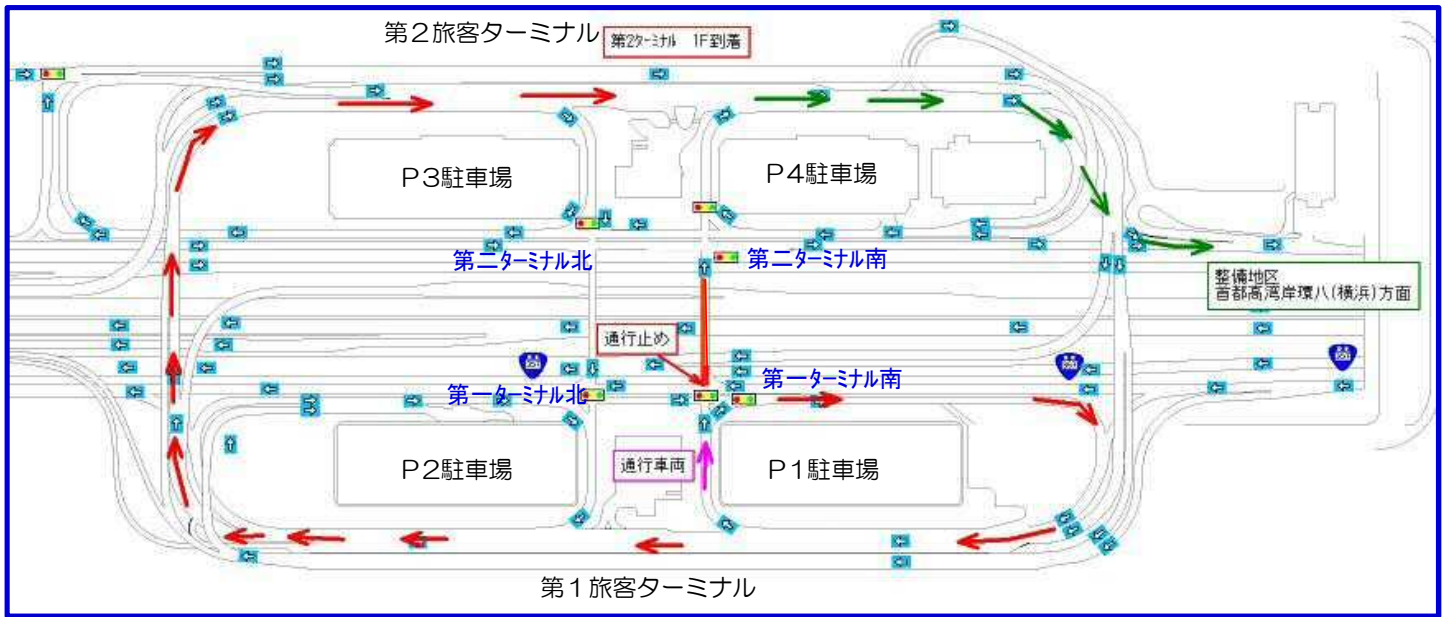 第２旅客ターミナル
第2ターミナル 1F到着
P3駐車場
P4駐車場
第二ターミナル北
第二ターミナル南
整備地区
首都高湾岸環八(横浜)方面
通行止め
第一ターミナル北
第一ターミナル南
P2駐車場
通行車両
P1駐車場
第１旅客ターミナル